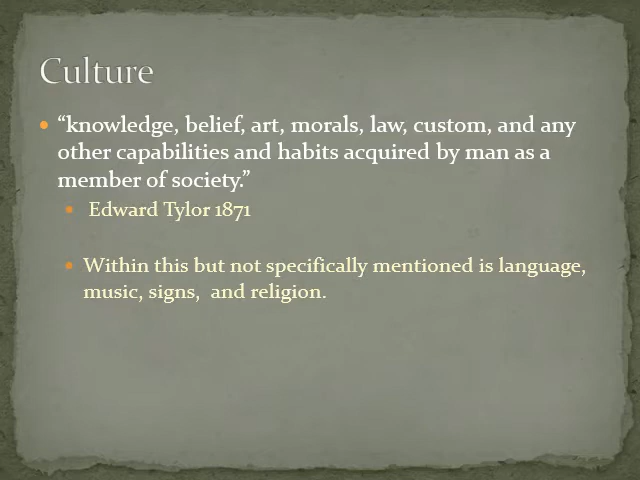 Culture
“knowledge, belief, art, morals, law, custom, and any
other capabilities and habits acquired by man as a
member of society.”
Edward Tylor 1871
Within this but not specifically mentioned is language,
music, signs,  and religion.